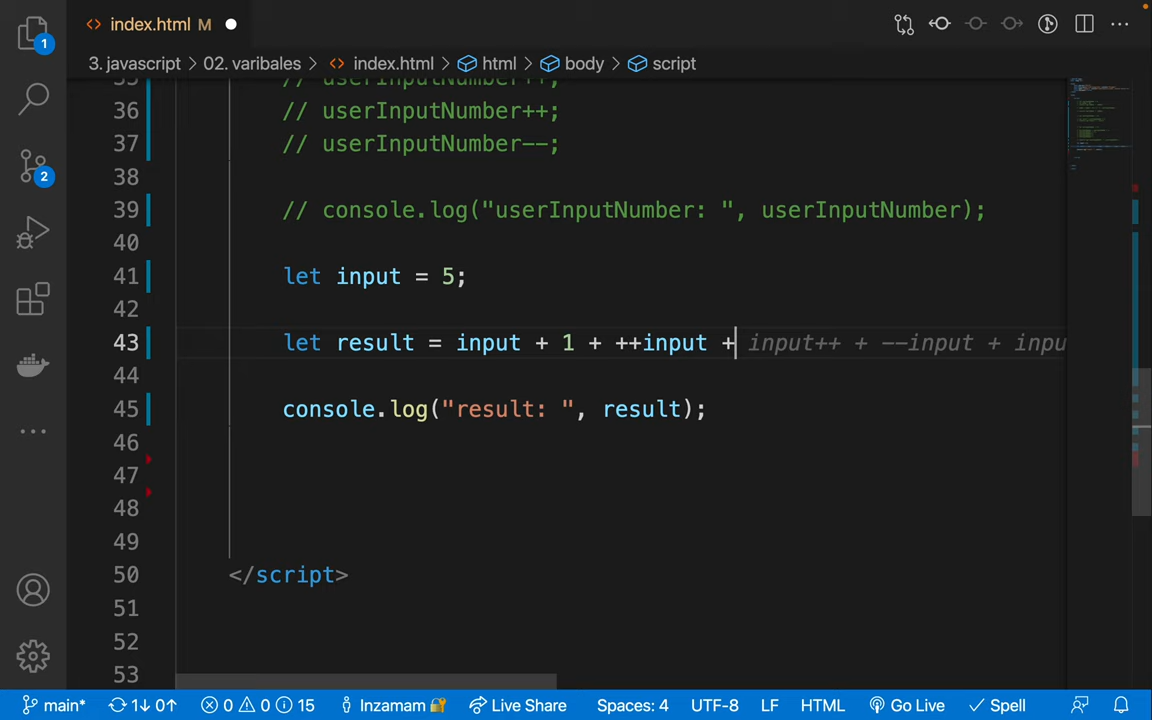 1
index.html M
3. javascript > 02. varibales > index.html > html > body > script
35 // userInputNumber++;
36 // userInputNumber++;
37 // userInputNumber--;
38
39 // console.log("userInputNumber: ", userInputNumber);
40
41 let input = 5;
42
43 let result = input + 1 + ++input + input++ + --input + inpu
44
45 console.log("result: ", result);
46
47
48
49
50 </script>
51
52
53
2
main* 1↓ 0↑ 0 0 15 Inzamam Live Share Spaces: 4 UTF-8 LF HTML Go Live Spell